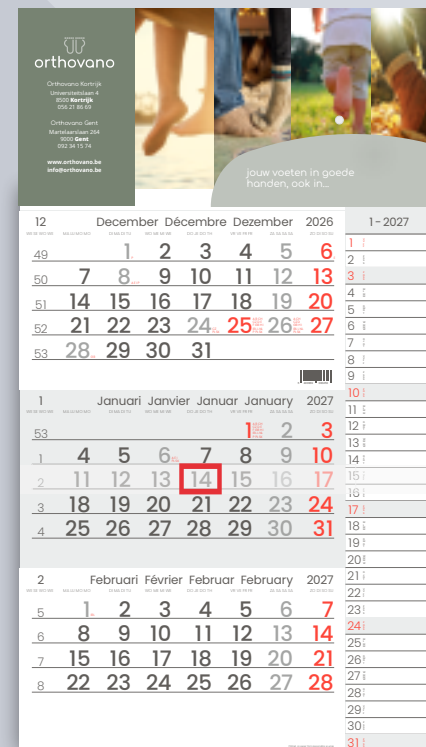 orthovano
Orthovano Kortrijk
Universiteitslaan 4
8500 Kortrijk
056 21 86 69
Orthovano Gent
Martelaarslaan 264
9000 Gent
092 34 15 74
www.orthovano.be
info@orthovano.be
jouw voeten in goede
handen, ook in...
12 December Décembre Dezember 2026
49 1 2 3 4 5 6
50 7 8 9 10 11 12 13
51 14 15 16 17 18 19 20
52 21 22 23 24 25 26 27
53 28 29 30 31
1 Januari Janvier Januar January 2027
53 1 2 3
1 4 5 6 7 8 9 10
2 11 12 13 14 15 16 17
3 18 19 20 21 22 23 24
4 25 26 27 28 29 30 31
2 Februari Février Februar February 2027
5 1 2 3 4 5 6 7
6 8 9 10 11 12 13 14
7 15 16 17 18 19 20 21
8 22 23 24 25 26 27 28
1 - 2027
1
2
3
4
5
6
7
8
9
10
11
12
13
14
15
16
17
18
19
20
21
22
23
24
25
26
27
28
29
30
31